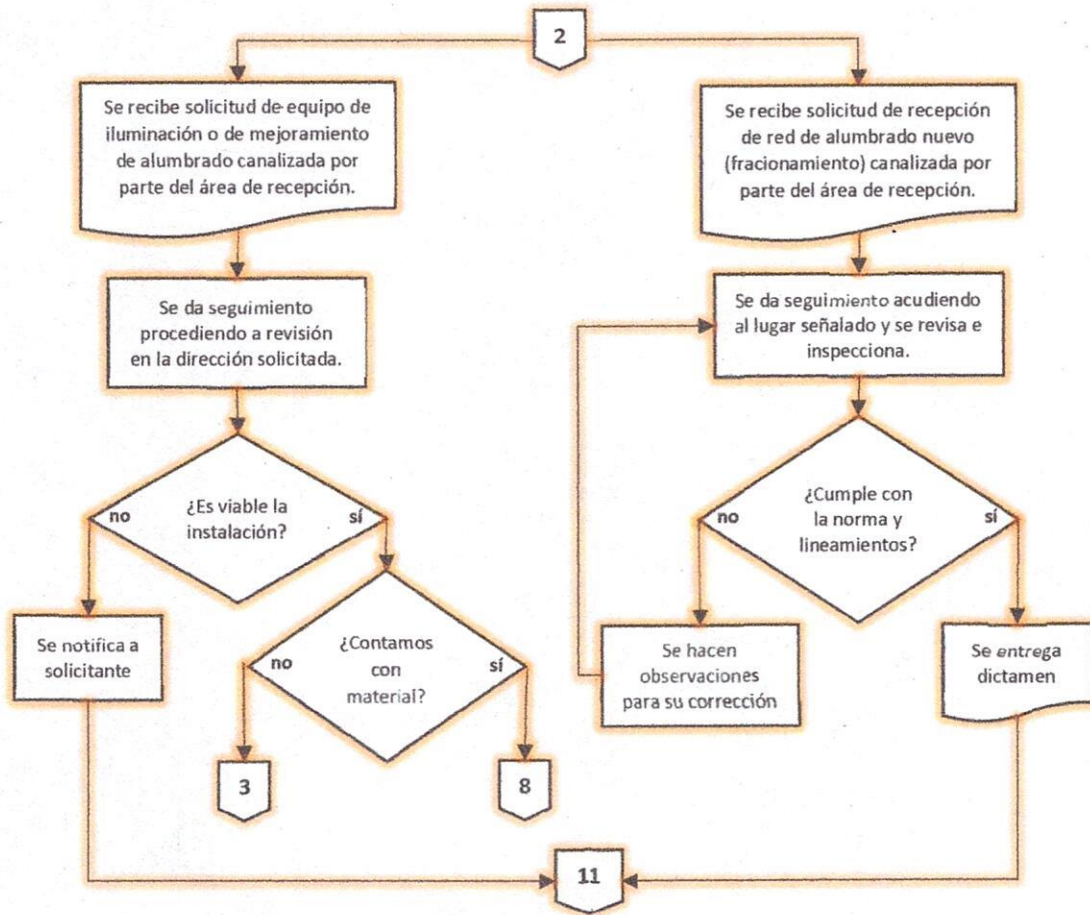 2
Se recibe solicitud de equipo de
iluminación o de mejoramiento
de alumbrado canalizada por
parte del área de recepción.
Se recibe solicitud de recepción
de red de alumbrado nuevo
(fracionamiento) canalizada por
parte del área de recepción.
Se da seguimiento
procediendo a revisión
en la dirección solicitada.
Se da seguimiento acudiendo
al lugar señalado y se revisa e
inspecciona.
¿Es viable la
instalación?
no
sí
¿Cumple con
la norma y
lineamientos?
no
sí
Se notifica a
solicitante
¿Contamos
con
material?
no
sí
Se hacen
observaciones
para su corrección
Se entrega
dictamen
3
8
11